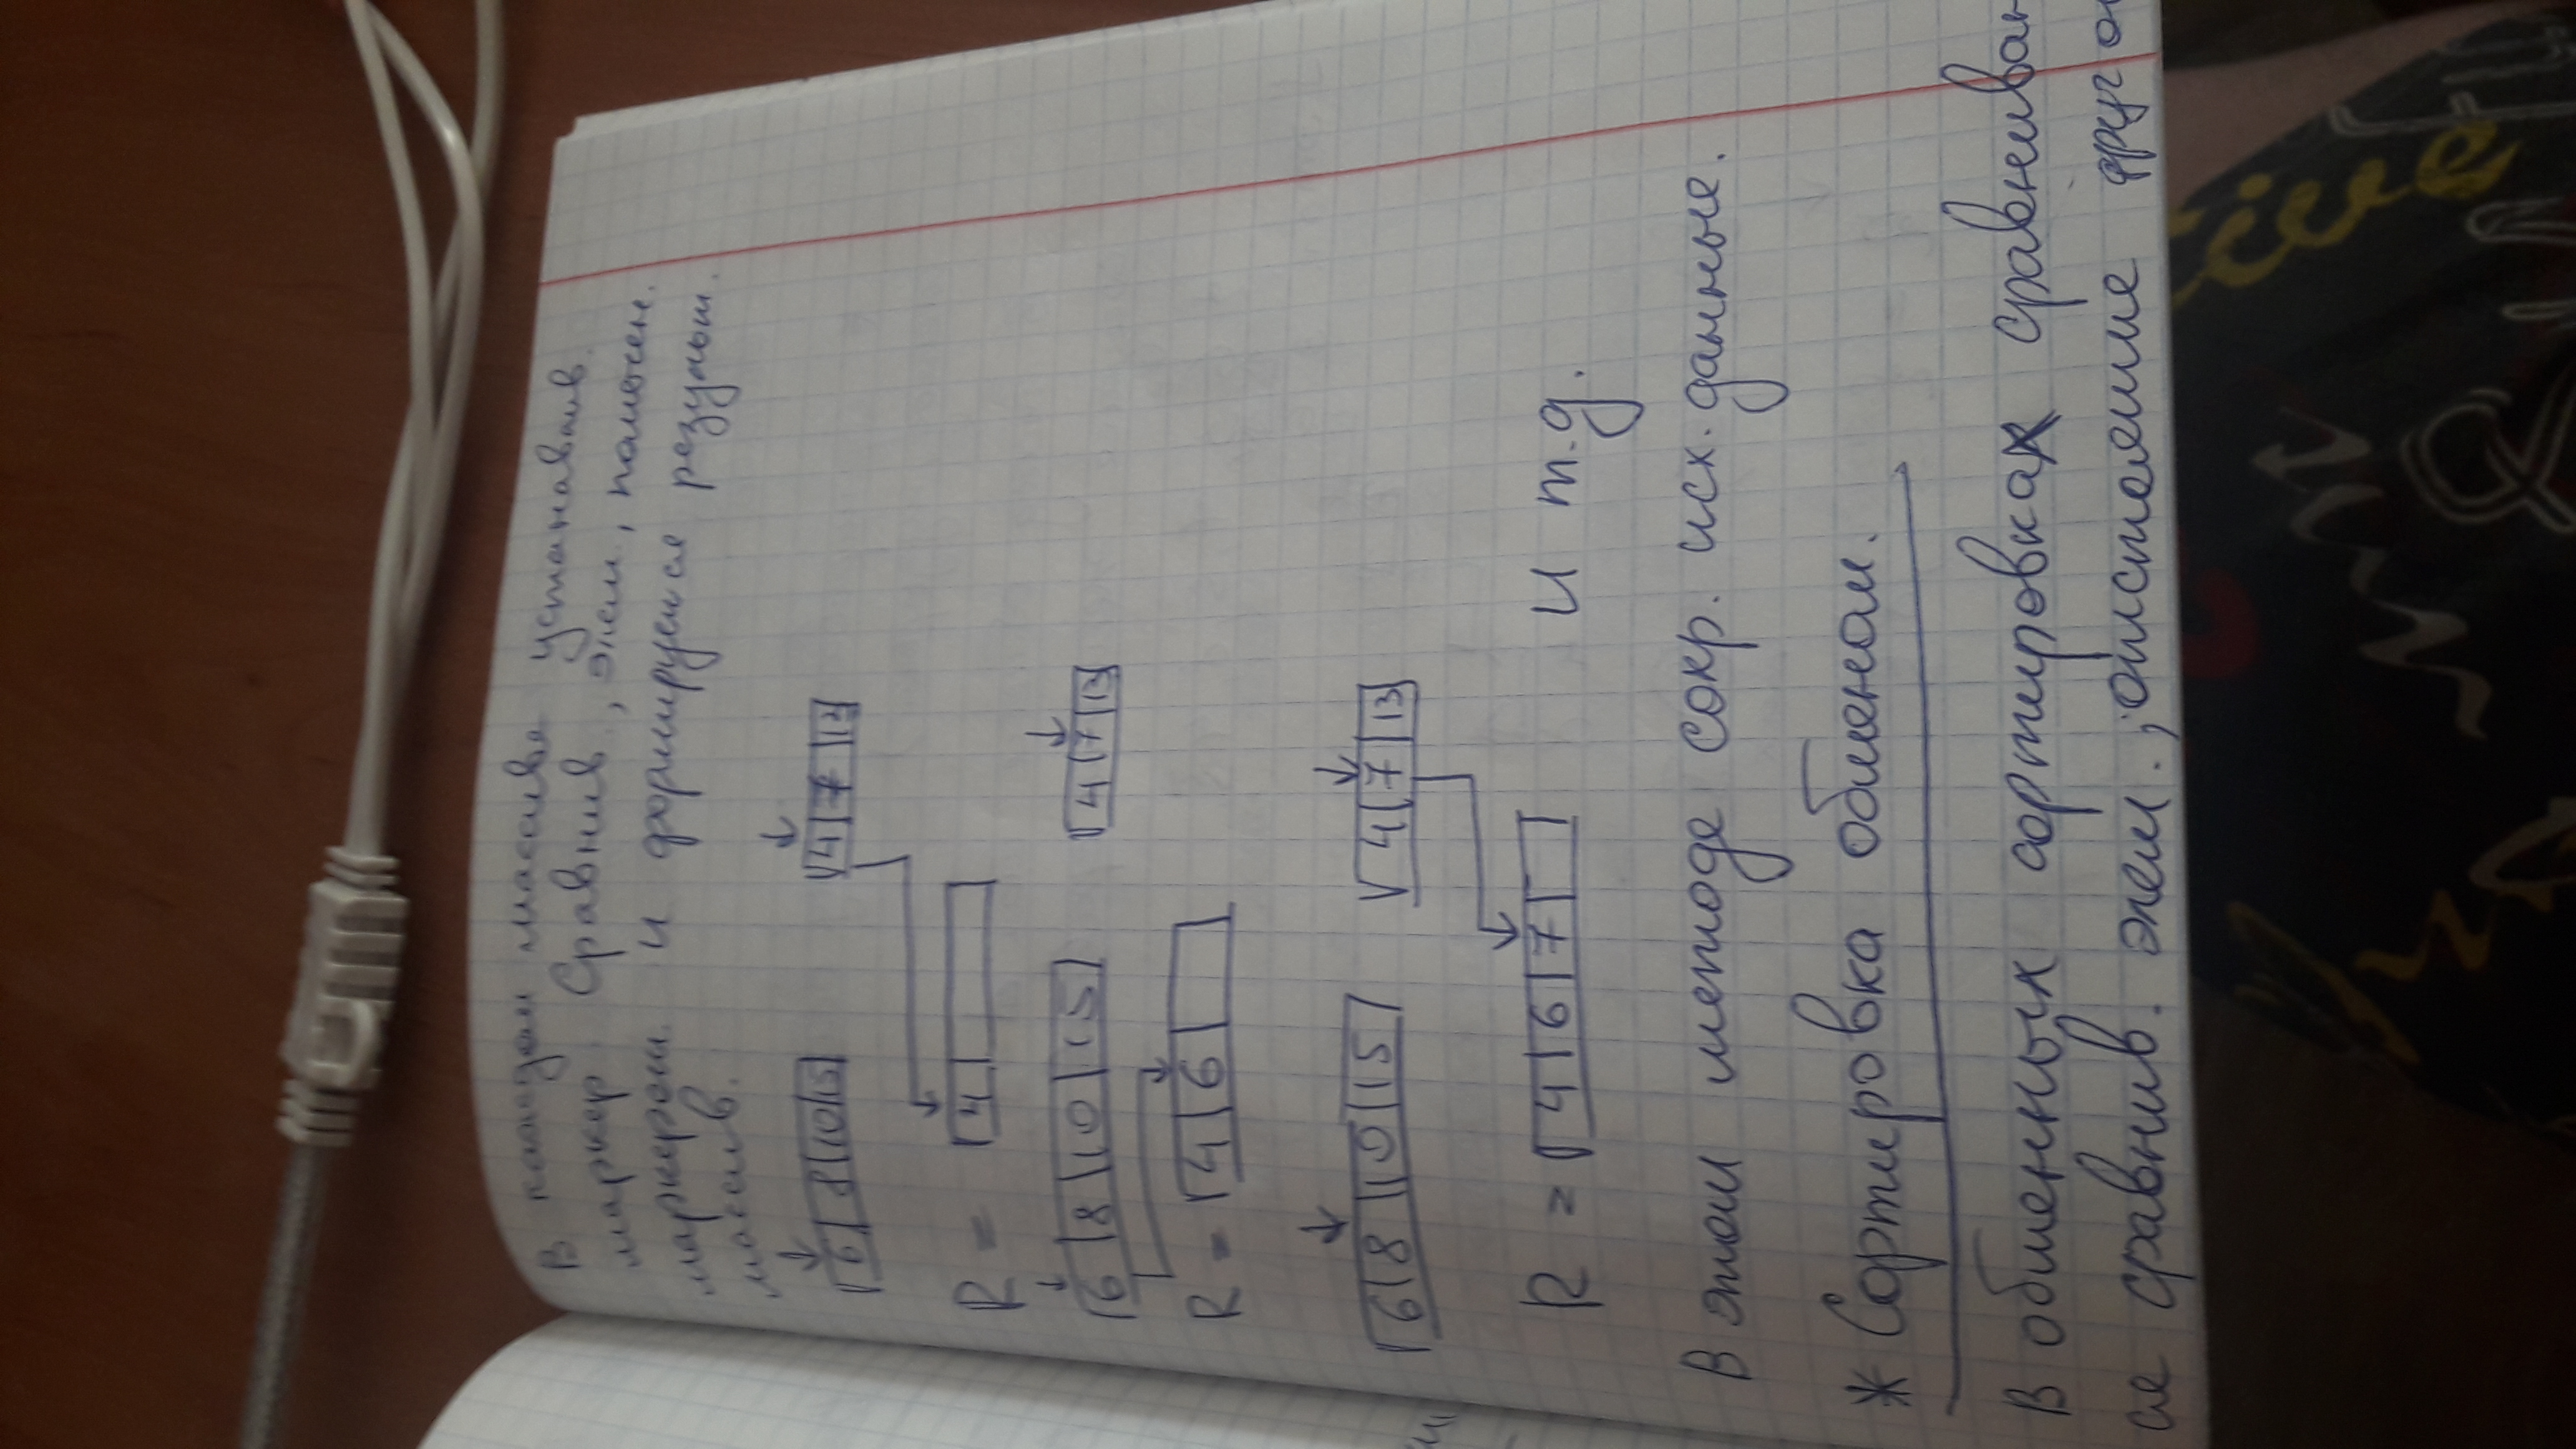 В каждом массиве устанавлив.
маркер. Сравнив, элем, помечен.
маркером. И формируется результ.
массив.
6 8 10 15 4 7 13
R = 4
6 8 10 15 4 7 13
R = 4 6
6 8 10 15 4 7 13
R = 4 6 7 и т.д.
В этом методе сохр. исх. данные.
* Сортировка обменом.
В обменных сортировках сравниван
ся сравнив. элем., отстоящие друг о